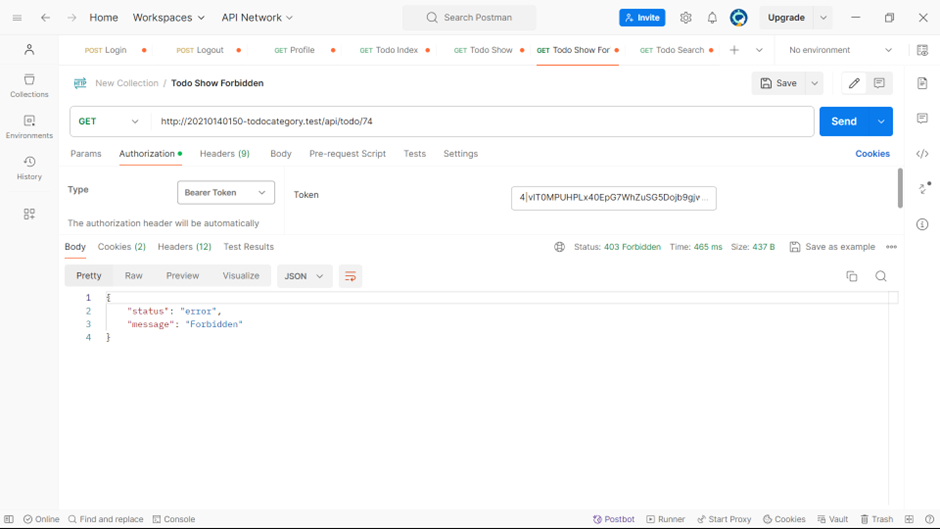 Home Workspaces API Network Search Postman Invite Upgrade
POST Login POST Logout GET Profile GET Todo Index GET Todo Show GET Todo Show For GET Todo Search No environment
New Collection / Todo Show Forbidden Save
Collections
Environments
History
GET http://20210140150-todocategory.test/api/todo/74 Send
Params Authorization Headers (9) Body Pre-request Script Tests Settings Cookies
Type Bearer Token Token 4|vIT0MPUHPLx40EpG7WhZuSG5Dojb9gjv...
The authorization header will be automatically
Body Cookies (2) Headers (12) Test Results Status: 403 Forbidden Time: 465 ms Size: 437 B Save as example
Pretty Raw Preview Visualize JSON
1 {
2 "status": "error",
3 "message": "Forbidden"
4 }
Online Find and replace Console Postbot Runner Start Proxy Cookies Vault Trash